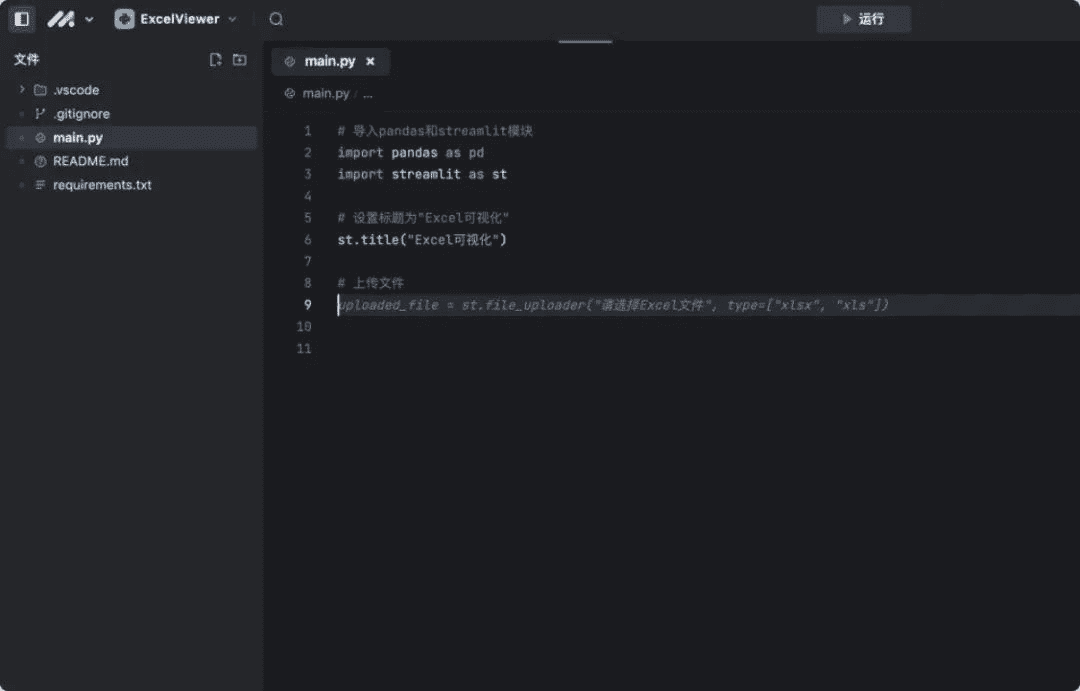 ExcelViewer
运行
文件
.vscode
.gitignore
main.py
README.md
requirements.txt
main.py ×
main.py / ...
1 # 导入pandas和streamlit模块
2 import pandas as pd
3 import streamlit as st
4
5 # 设置标题为"Excel可视化"
6 st.title("Excel可视化")
7
8 # 上传文件
9 uploaded_file = st.file_uploader("请选择Excel文件", type=["xlsx", "xls"])
10
11